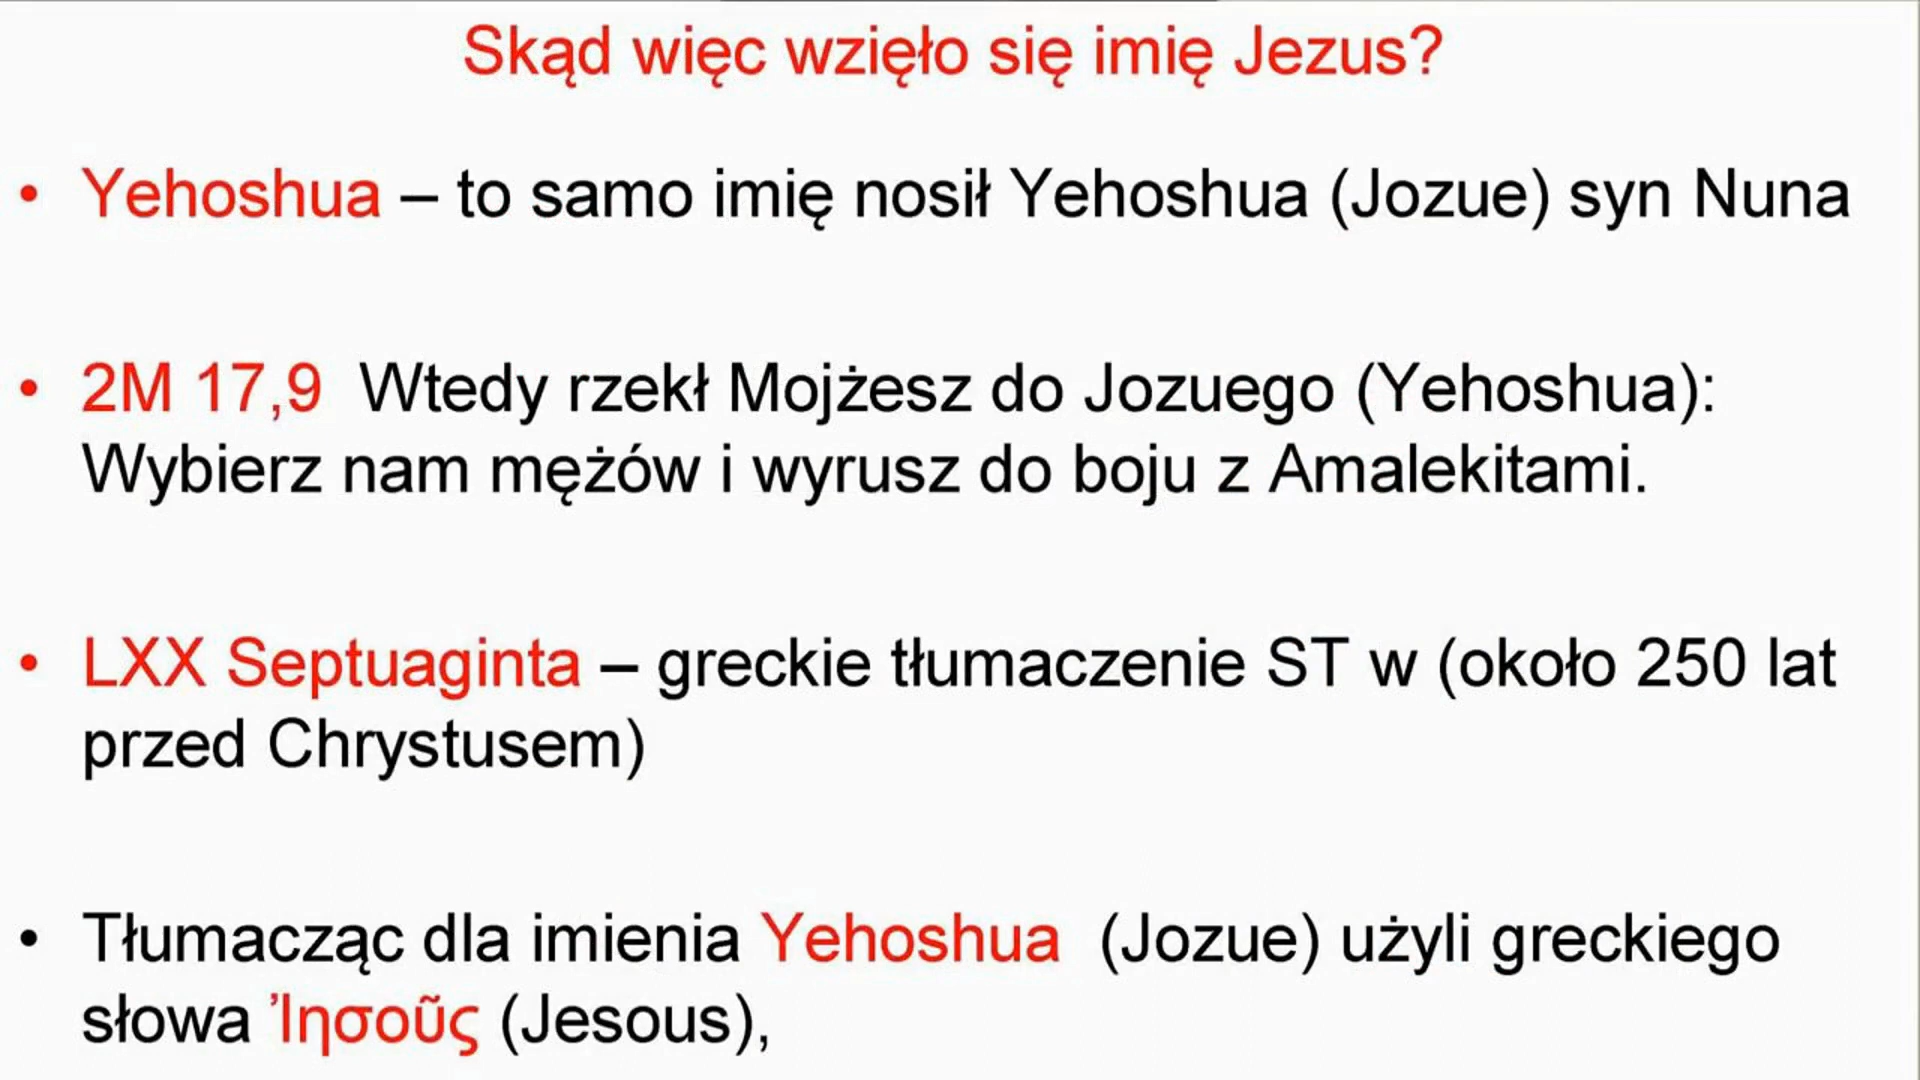 Skąd więc wzięło się imię Jezus?
• Yehoshua – to samo imię nosił Yehoshua (Jozue) syn Nuna
• 2M 17,9 Wtedy rzekł Mojżesz do Jozuego (Yehoshua):
Wybierz nam mężów i wyrusz do boju z Amalekitami.
• LXX Septuaginta – greckie tłumaczenie ST w (około 250 lat
przed Chrystusem)
• Tłumacząc dla imienia Yehoshua (Jozue) użyli greckiego
słowa Ἰησοῦς (Jesous),